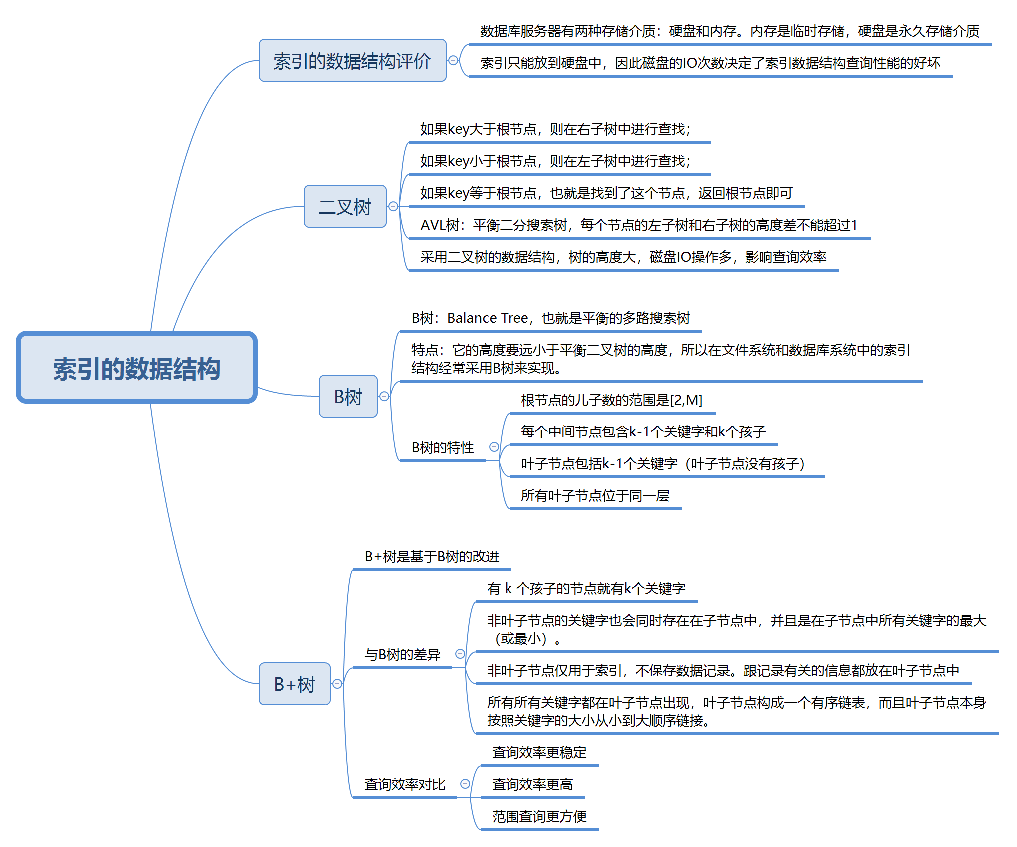 索引的数据结构
索引的数据结构评价
数据库服务器有两种存储介质：硬盘和内存。内存是临时存储，硬盘是永久存储介质
索引只能放到硬盘中，因此磁盘的IO次数决定了索引数据结构查询性能的好坏
二叉树
如果key大于根节点，则在右子树中进行查找；
如果key小于根节点，则在左子树中进行查找；
如果key等于根节点，也就是找到了这个节点，返回根节点即可
AVL树：平衡二分搜索树，每个节点的左子树和右子树的高度差不能超过1
采用二叉树的数据结构，树的高度大，磁盘IO操作多，影响查询效率
B树
B树：Balance Tree，也就是平衡的多路搜索树
特点：它的高度要远小于平衡二叉树的高度，所以在文件系统和数据库系统中的索引
结构经常采用B树来实现。
B树的特性
根节点的儿子数的范围是[2,M]
每个中间节点包含k-1个关键字和k个孩子
叶子节点包括k-1个关键字（叶子节点没有孩子）
所有叶子节点位于同一层
B+树
B+树是基于B树的改进
与B树的差异
有 k 个孩子的节点就有k个关键字
非叶子节点的关键字也会同时存在在子节点中，并且是在子节点中所有关键字的最大
（或最小）。
非叶子节点仅用于索引，不保存数据记录。跟记录有关的信息都放在叶子节点中
所有所有关键字都在叶子节点出现，叶子节点构成一个有序链表，而且叶子节点本身
按照关键字的大小从小到大顺序链接。
查询效率对比
查询效率更稳定
查询效率更高
范围查询更方便